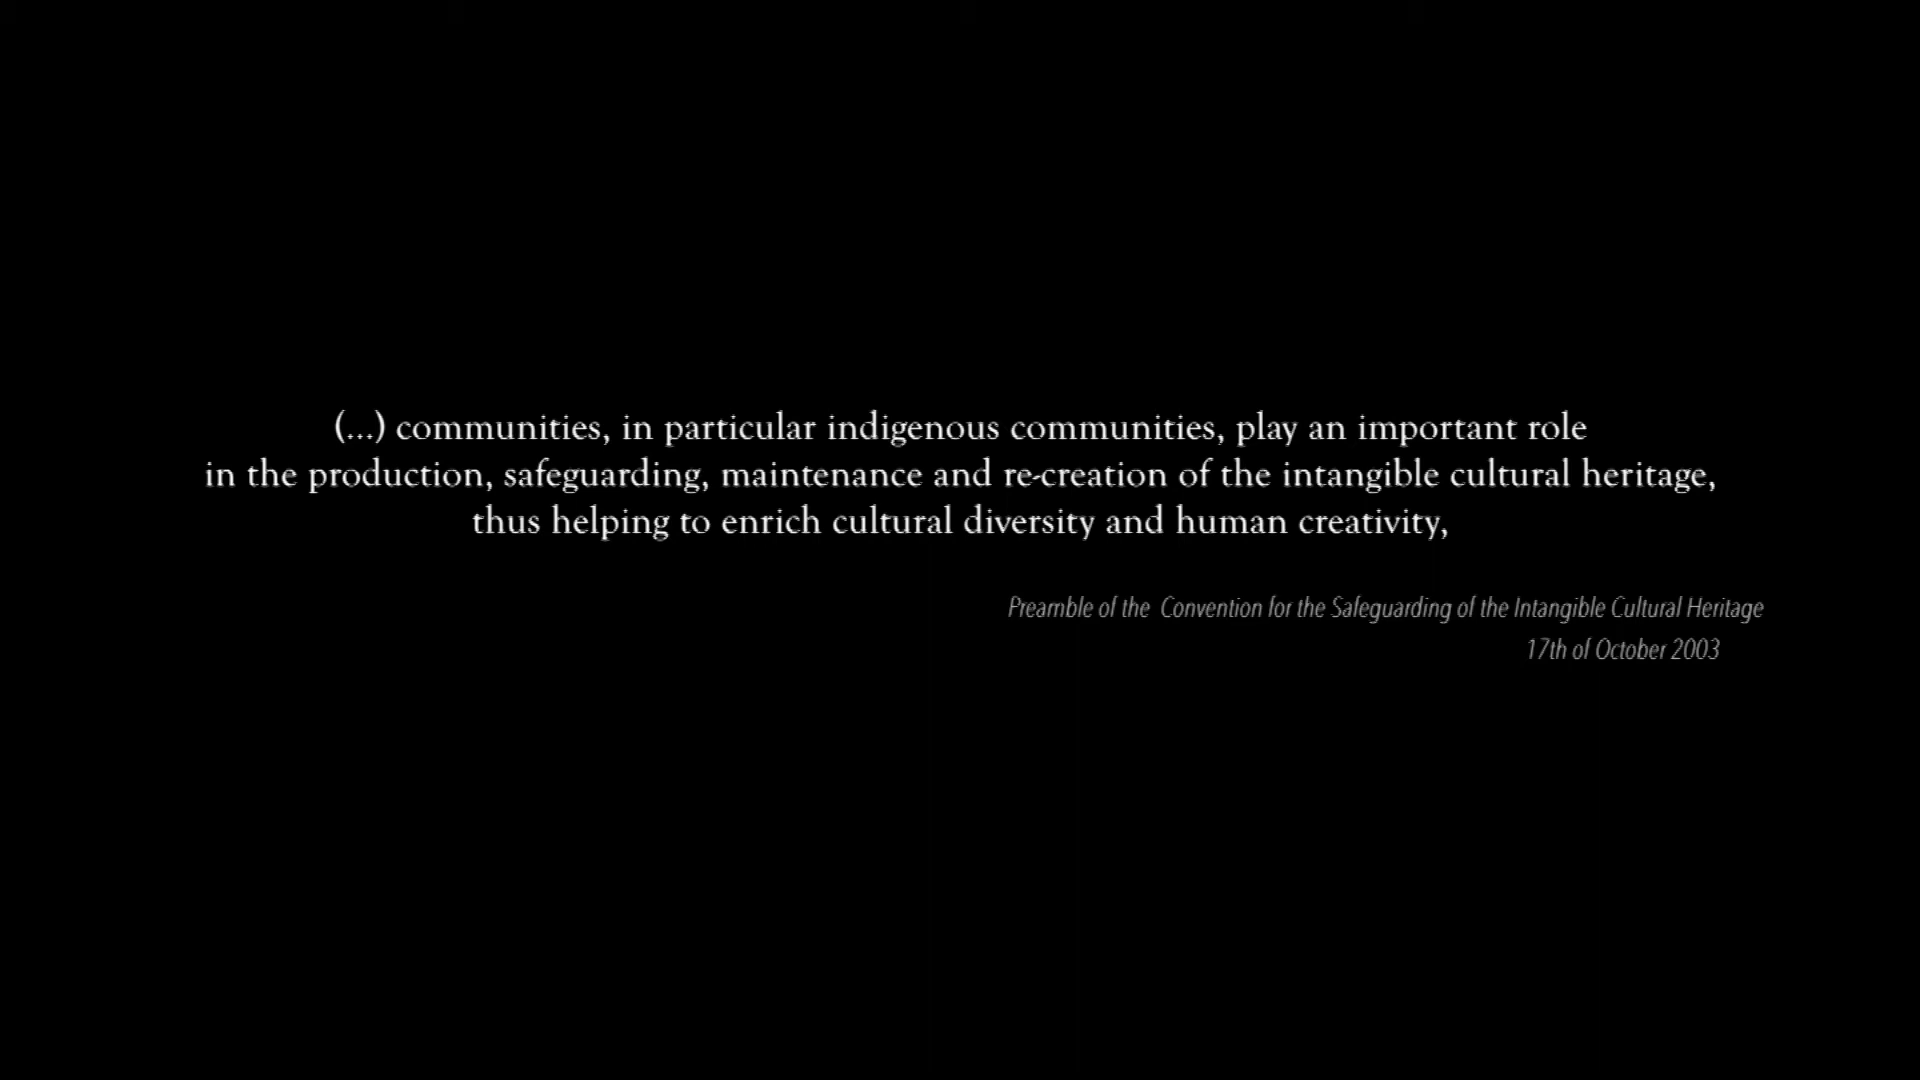 (...) communities, in particular indigenous communities, play an important role
in the production, safeguarding, maintenance and re-creation of the intangible cultural heritage,
thus helping to enrich cultural diversity and human creativity,
Preamble of the Convention for the Safeguarding of the Intangible Cultural Heritage
17th of October 2003